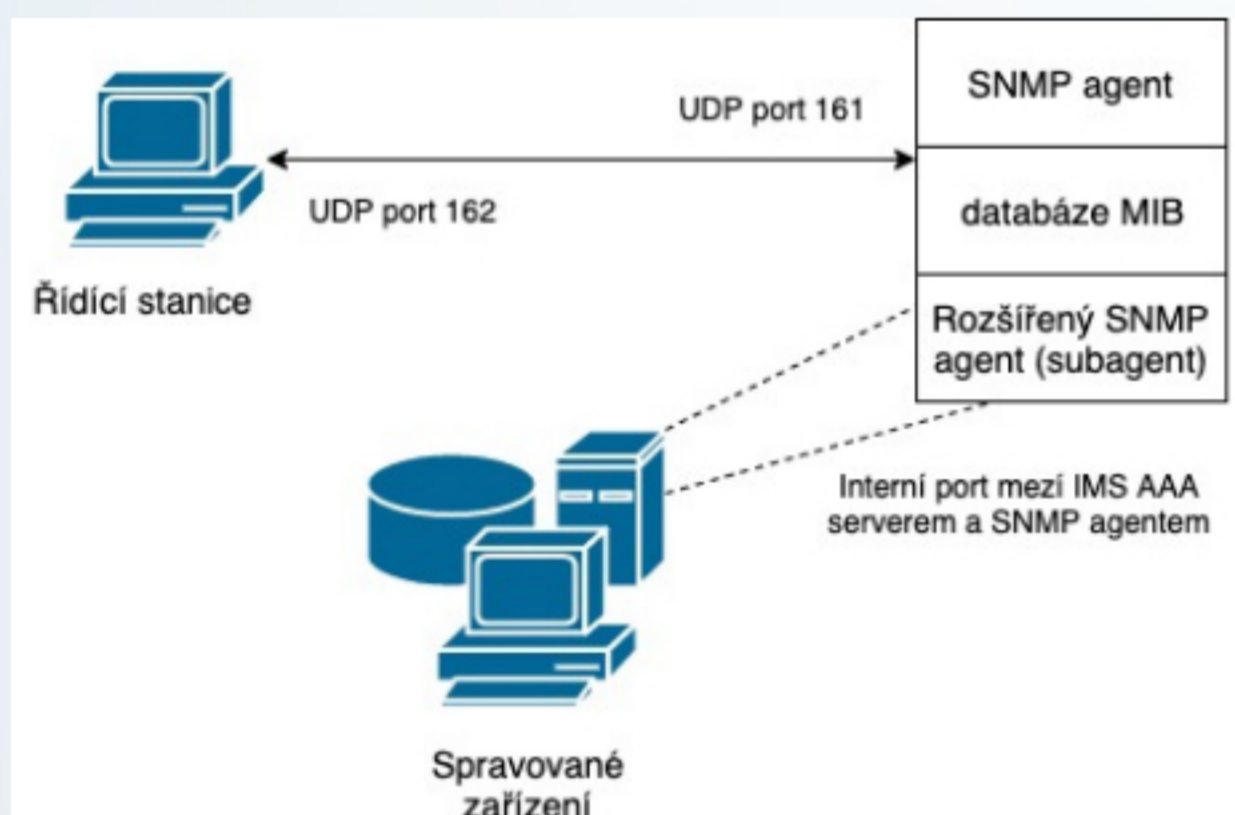 SNMP agent
UDP port 161
databáze MIB
UDP port 162
Řídící stanice
Rozšířený SNMP
agent (subagent)
Interní port mezí IMS AAA
serverem a SNMP agentem
Spravované
zařízení